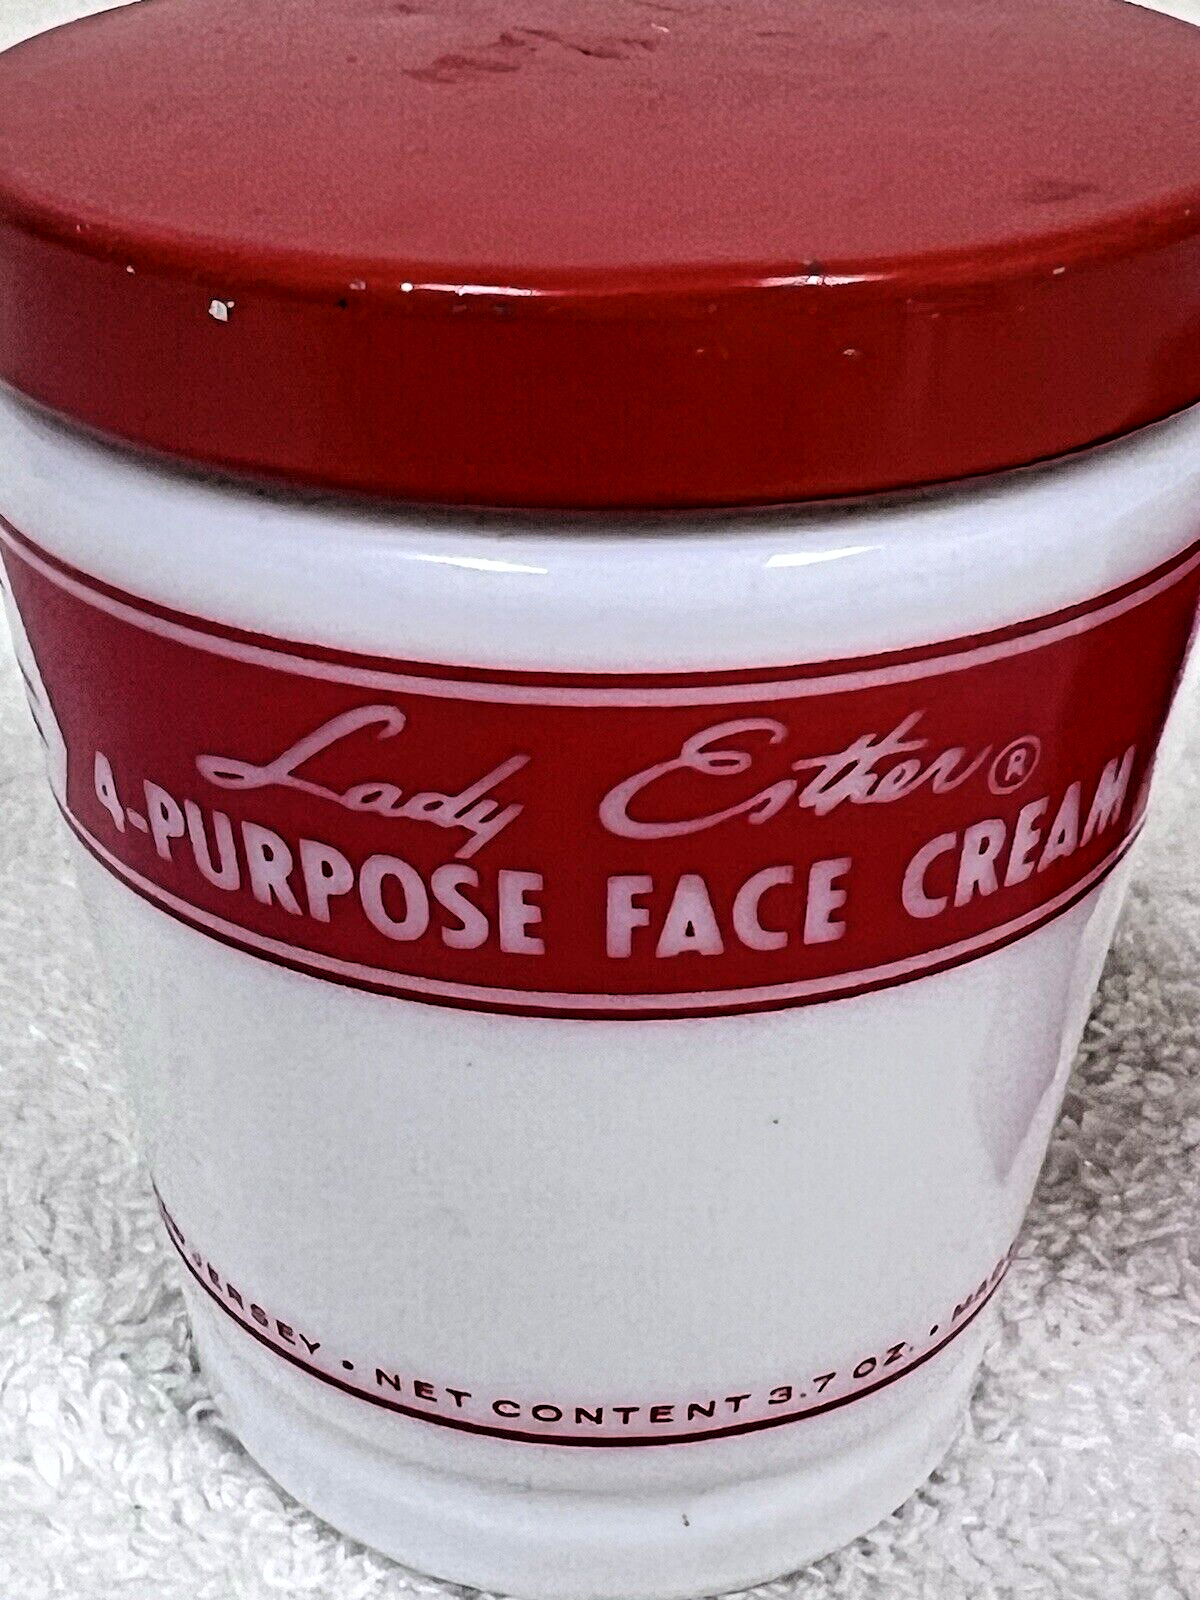 Lady Esther®
4-PURPOSE FACE CREAM
JERSEY • NET CONTENT 3.7 OZ. •